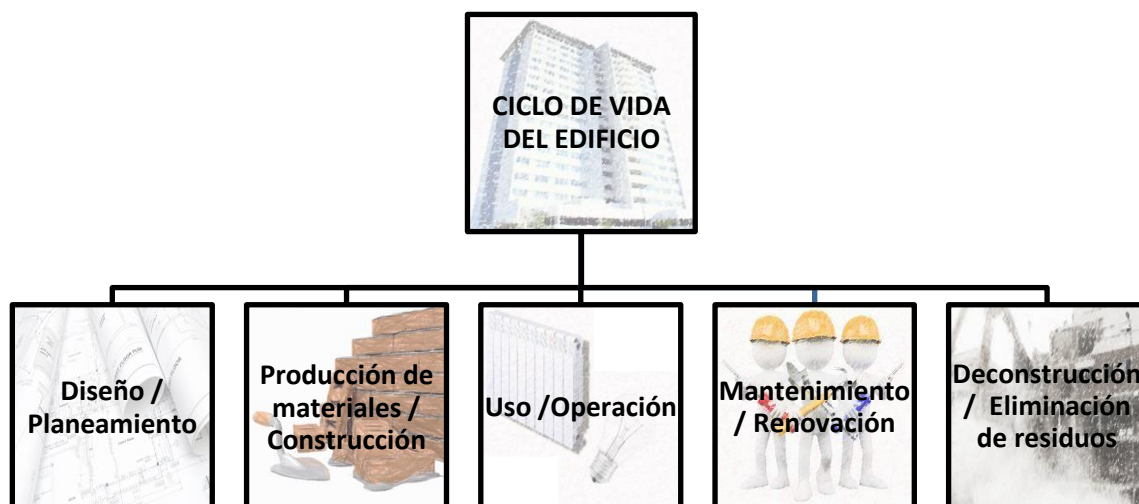 CICLO DE VIDA
DEL EDIFICIO
Diseño /
Planeamiento
Producción de
materiales /
Construcción
Uso /Operación
Mantenimiento
/ Renovación
Deconstrucción
/ Eliminación
de residuos